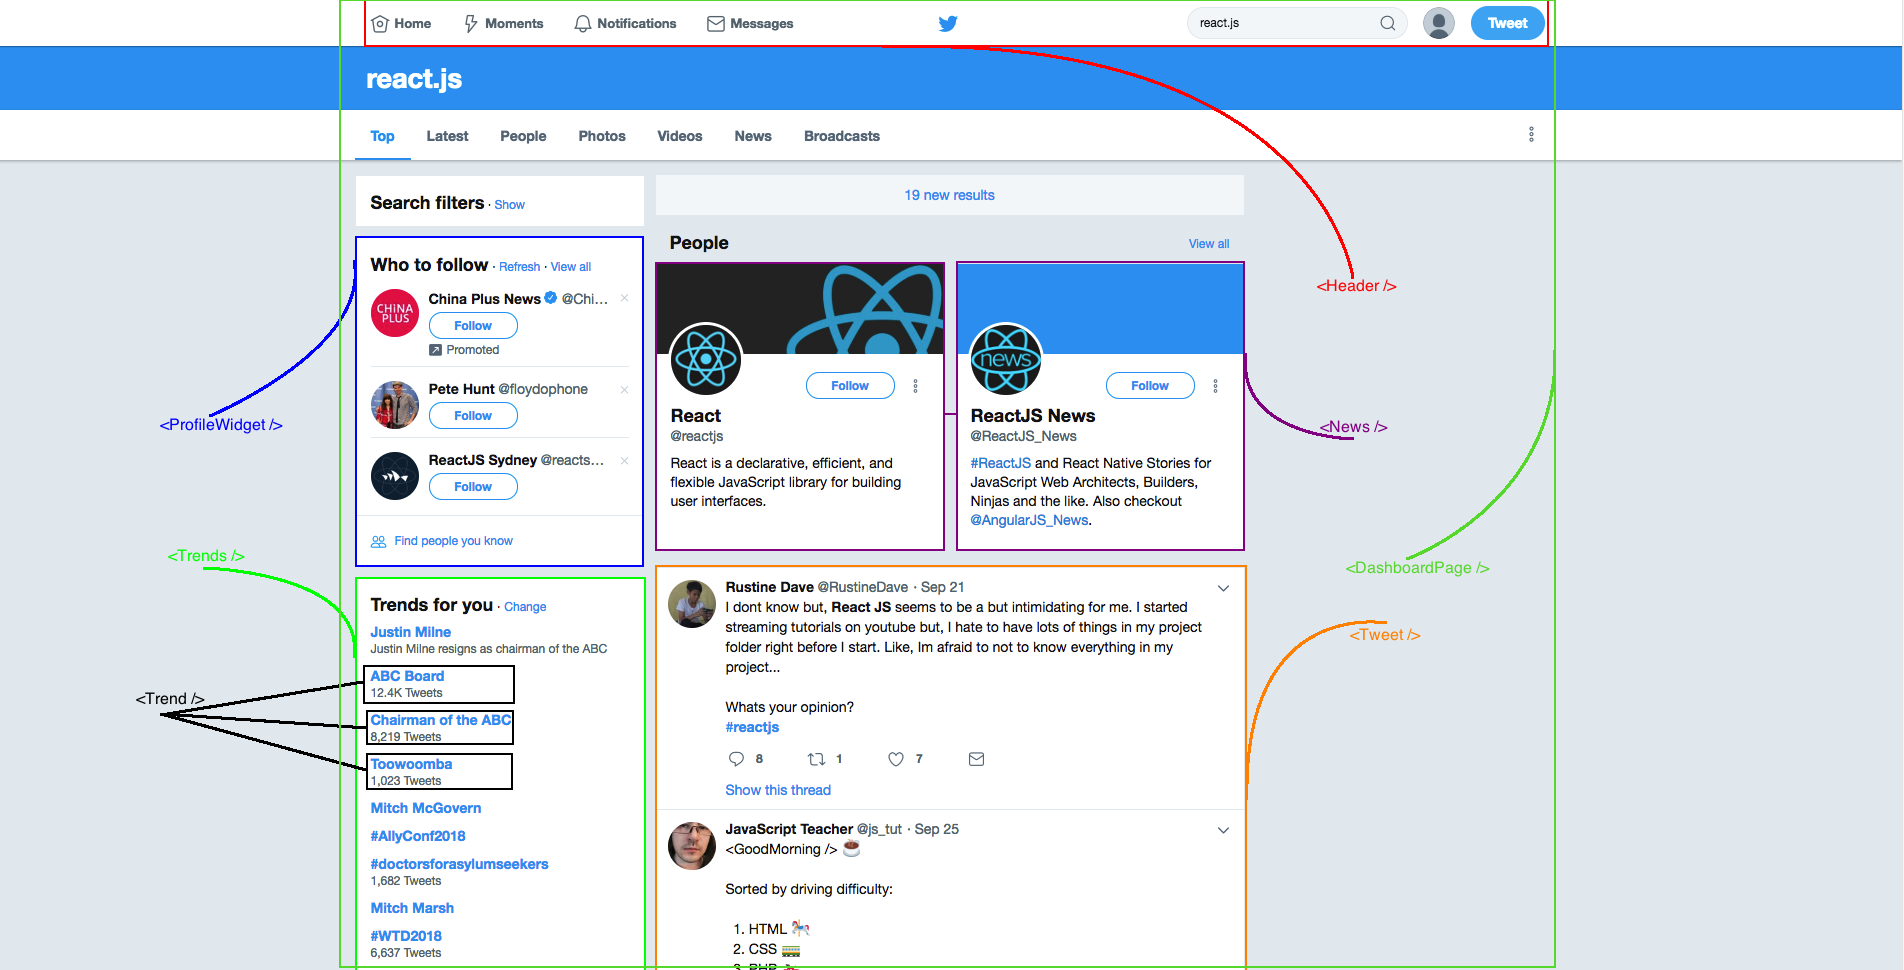 Home
Moments
Notifications
Messages
react.js
Tweet
react.js
Top
Latest
People
Photos
Videos
News
Broadcasts
Search filters · Show
19 new results
People
View all
Who to follow · Refresh · View all
CHINA
PLUS
China Plus News @Chi...
Follow
Promoted
Pete Hunt @floydophone
Follow
ReactJS Sydney @reacts...
Follow
Find people you know
Follow
React
@reactjs
React is a declarative, efficient, and
flexible JavaScript library for building
user interfaces.
news
Follow
ReactJS News
@ReactJS_News
#ReactJS and React Native Stories for
JavaScript Web Architects, Builders,
Ninjas and the like. Also checkout
@AngularJS_News.
<Header />
<ProfileWidget />
<News />
<Trends />
<DashboardPage />
<Tweet />
<Trend />
Trends for you · Change
Justin Milne
Justin Milne resigns as chairman of the ABC
ABC Board
12.4K Tweets
Chairman of the ABC
8,219 Tweets
Toowoomba
1,023 Tweets
Mitch McGovern
#AllyConf2018
#doctorsforasylumseekers
1,682 Tweets
Mitch Marsh
#WTD2018
6,637 Tweets
Rustine Dave @RustineDave · Sep 21
I dont know but, React JS seems to be a but intimidating for me. I started
streaming tutorials on youtube but, I hate to have lots of things in my project
folder right before I start. Like, Im afraid to not to know everything in my
project...
Whats your opinion?
#reactjs
8
1
7
Show this thread
JavaScript Teacher @js_tut · Sep 25
<GoodMorning /> ☕
Sorted by driving difficulty:
1. HTML 🎠
2. CSS 🚃
3. PHP